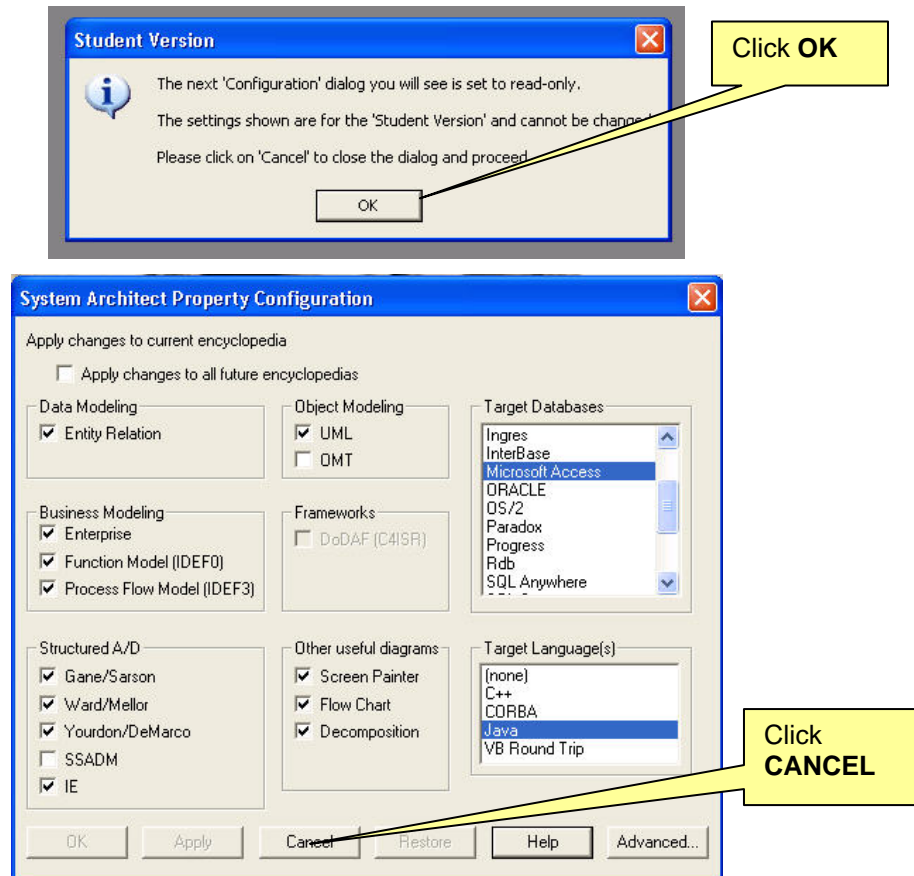 Student Version
Click OK
The next 'Configuration' dialog you will see is set to read-only.
The settings shown are for the 'Student Version' and cannot be changed
Please click on 'Cancel' to close the dialog and proceed
OK
System Architect Property Configuration
Apply changes to current encyclopedia
Apply changes to all future encyclopedias
Data Modeling
Entity Relation
Object Modeling
UML
OMT
Target Databases
Ingres
InterBase
Microsoft Access
ORACLE
OS/2
Paradox
Progress
Rdb
SQL Anywhere
Business Modeling
Enterprise
Function Model (IDEF0)
Process Flow Model (IDEF3)
Frameworks
DoDAF (C4ISR)
Structured A/D
Gane/Sarson
Ward/Mellor
Yourdon/DeMarco
SSADM
IE
Other useful diagrams
Screen Painter
Flow Chart
Decomposition
Target Language(s)
(none)
C++
CORBA
Java
VB Round Trip
Click
CANCEL
OK
Apply
Cancel
Restore
Help
Advanced...